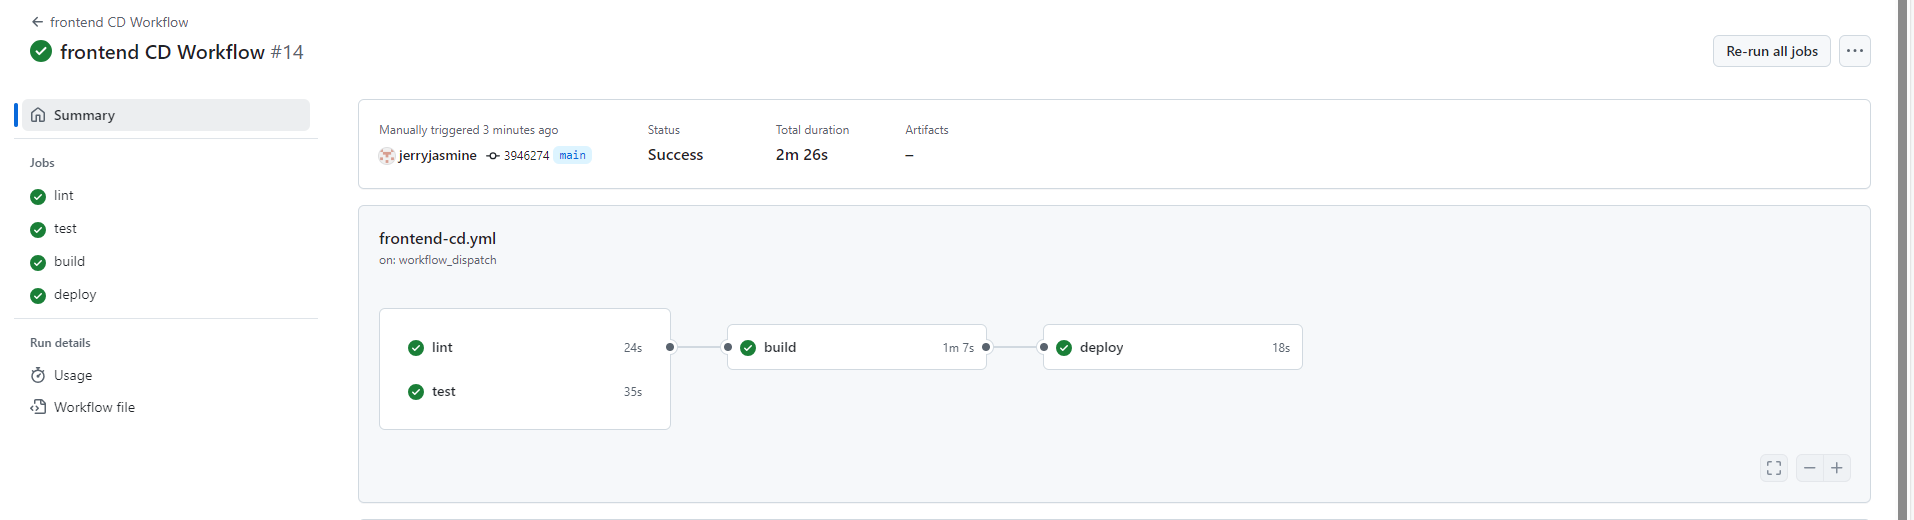 frontend CD Workflow
frontend CD Workflow #14
Re-run all jobs
Summary
Jobs
lint
test
build
deploy
Run details
Usage
Workflow file
Manually triggered 3 minutes ago
jerryjasmine 3946274 main
Status
Success
Total duration
2m 26s
Artifacts
–
frontend-cd.yml
on: workflow_dispatch
lint 24s
test 35s
build 1m 7s
deploy 18s